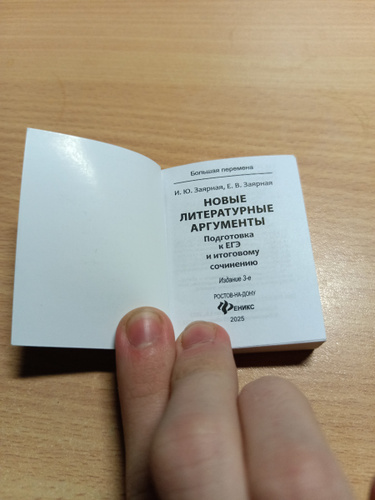 Большая перемена
И. Ю. Заярная, Е. В. Заярная
НОВЫЕ
ЛИТЕРАТУРНЫЕ
АРГУМЕНТЫ
Подготовка
к ЕГЭ
и итоговому
сочинению
Издание 3-е
РОСТОВ-НА-ДОНУ
ФЕНИКС
2025